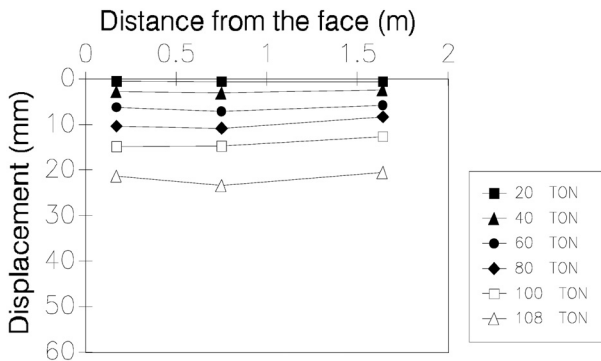 Distance from the face (m)
0 0.5 1 1.5 2
Displacement (mm)
0
10
20
30
40
50
60
20 TON
40 TON
60 TON
80 TON
100 TON
108 TON